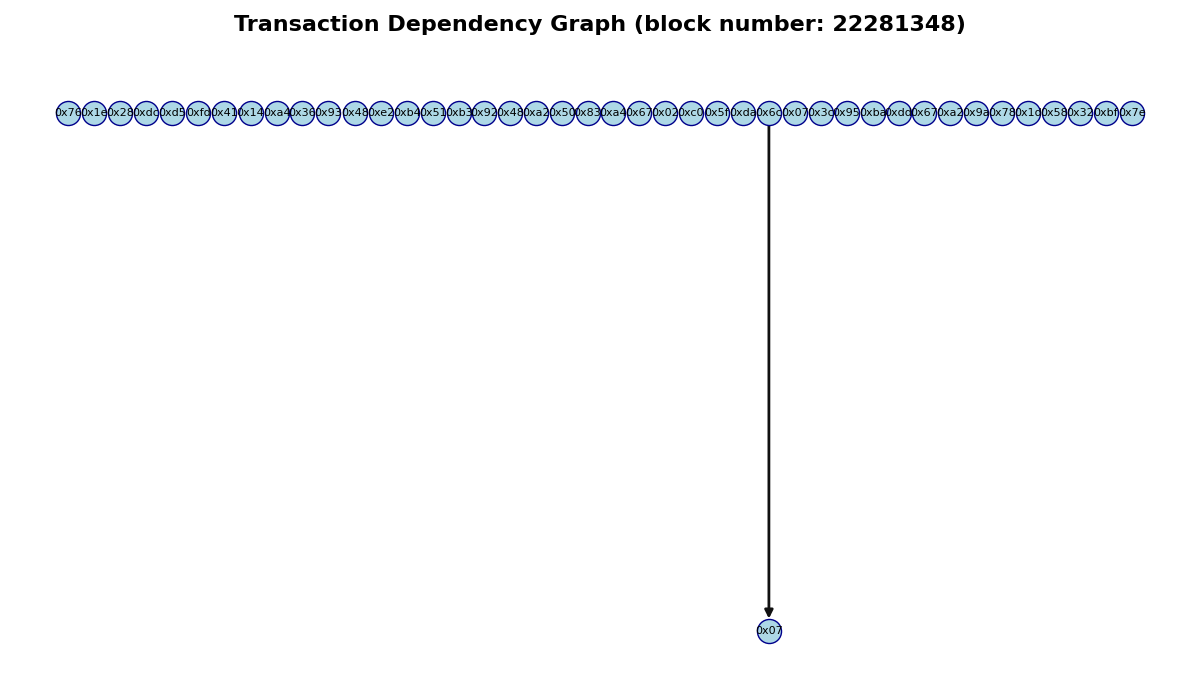 Transaction Dependency Graph (block number: 22281348)
0x76 0x1e 0x28 0xdc 0xd5 0xfd 0x41 0x14 0xa4 0x36 0x93 0x48 0xe2 0xb4 0x51 0xb3 0x92 0x48 0xa2 0x50 0x83 0xa4 0x67 0x02 0xc0 0x5f 0xda 0x6c 0x07 0x3c 0x95 0xba 0xdd 0x67 0xa2 0x9a 0x78 0x1d 0x58 0x32 0xbf 0x7e
0x07